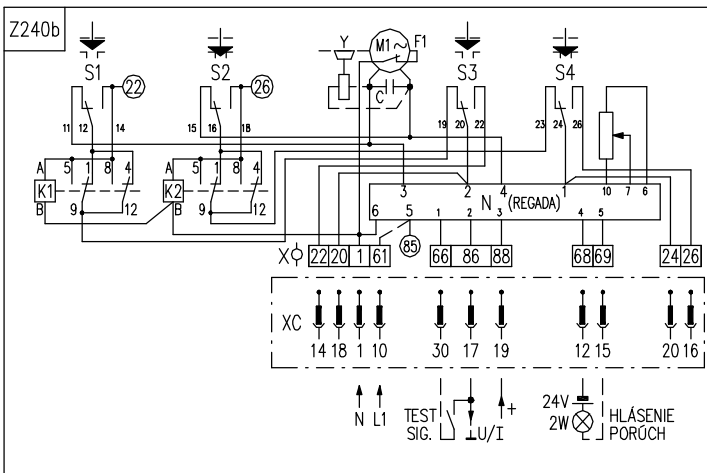 Z240b
S1 S2 Y M1 ~ F1 S3 S4
22 26 C
11 12 14 15 16 18 19 20 22 23 24 26
A 5 1 8 4 A 5 1 8 4
K1 K2
B 9 12 B 9 12
3 2 4 1 10 7 6
N (REGADA)
6 5 1 2 3 4 5
85
X 22 20 1 61 66 86 88 68 69 24 26
XC
14 18 1 10 30 17 19 12 15 20 16
N L1 TEST SIG. U/I + 24V 2W HLÁSENIE PORÚCH